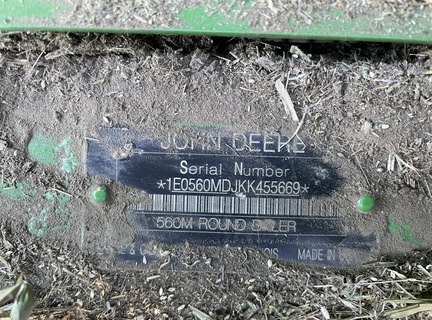 JOHN DEERE
Serial Number
*1E0560MDJKK455669*
560M ROUND BALER
MADE IN